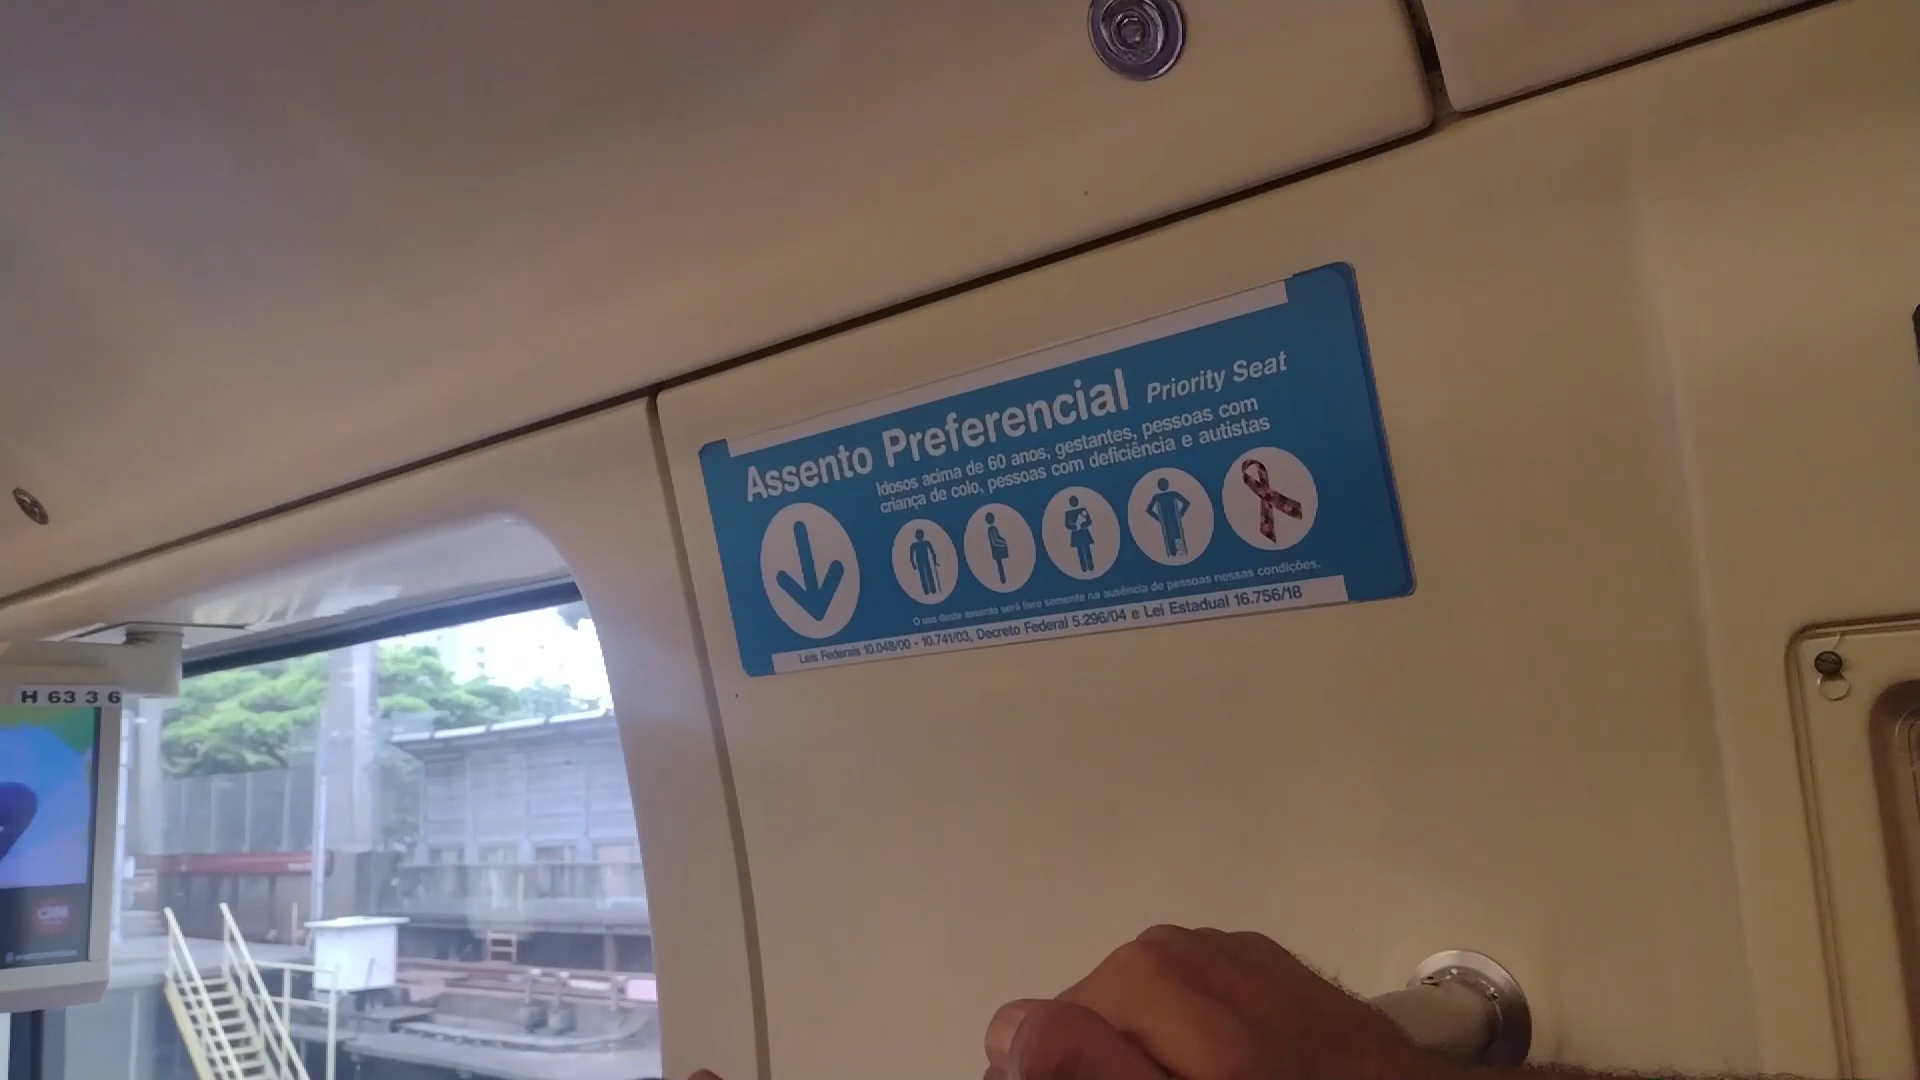 Assento Preferencial Priority Seat
Idosos acima de 60 anos, gestantes, pessoas com
criança de colo, pessoas com deficiência e autistas
O uso deste assento será livre somente na ausência de pessoas nessas condições.
Leis Federais 10.048/00 - 10.741/03, Decreto Federal 5.296/04 e Lei Estadual 16.756/18
H 63 3 6
CNN